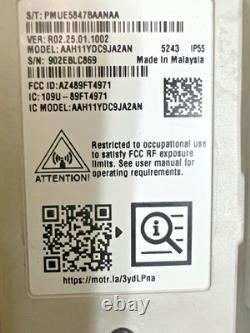 S/T: PMUE5847BAANAA
VER: R02.25.01.1002
MODEL: AAH11YDC9JA2AN 5243 IP55
S/N: 902EBLC869 Made in Malaysia
FCC ID: AZ489FT4971
IC: 109U-89FT4971
IC MODEL: AAH11YDC9JA2AN
ATTENTION!
Restricted to occupational use
to satisfy FCC RF exposure
limits. See user manual for
operating requirements.
https://motr.la/3ydLPna